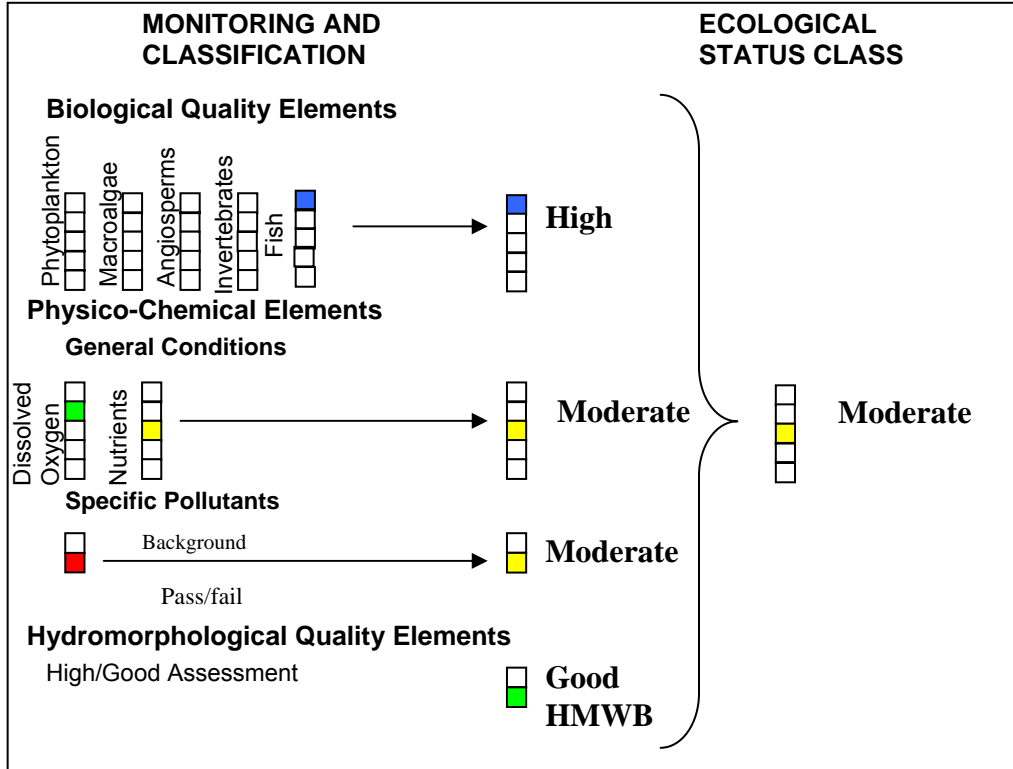 MONITORING AND
CLASSIFICATION
ECOLOGICAL
STATUS CLASS
Biological Quality Elements
Phytoplankton
Macroalgae
Angiosperms
Invertebrates
Fish
High
Physico-Chemical Elements
General Conditions
Dissolved
Oxygen
Nutrients
Moderate
Moderate
Specific Pollutants
Background
Moderate
Pass/fail
Hydromorphological Quality Elements
High/Good Assessment
Good
HMWB